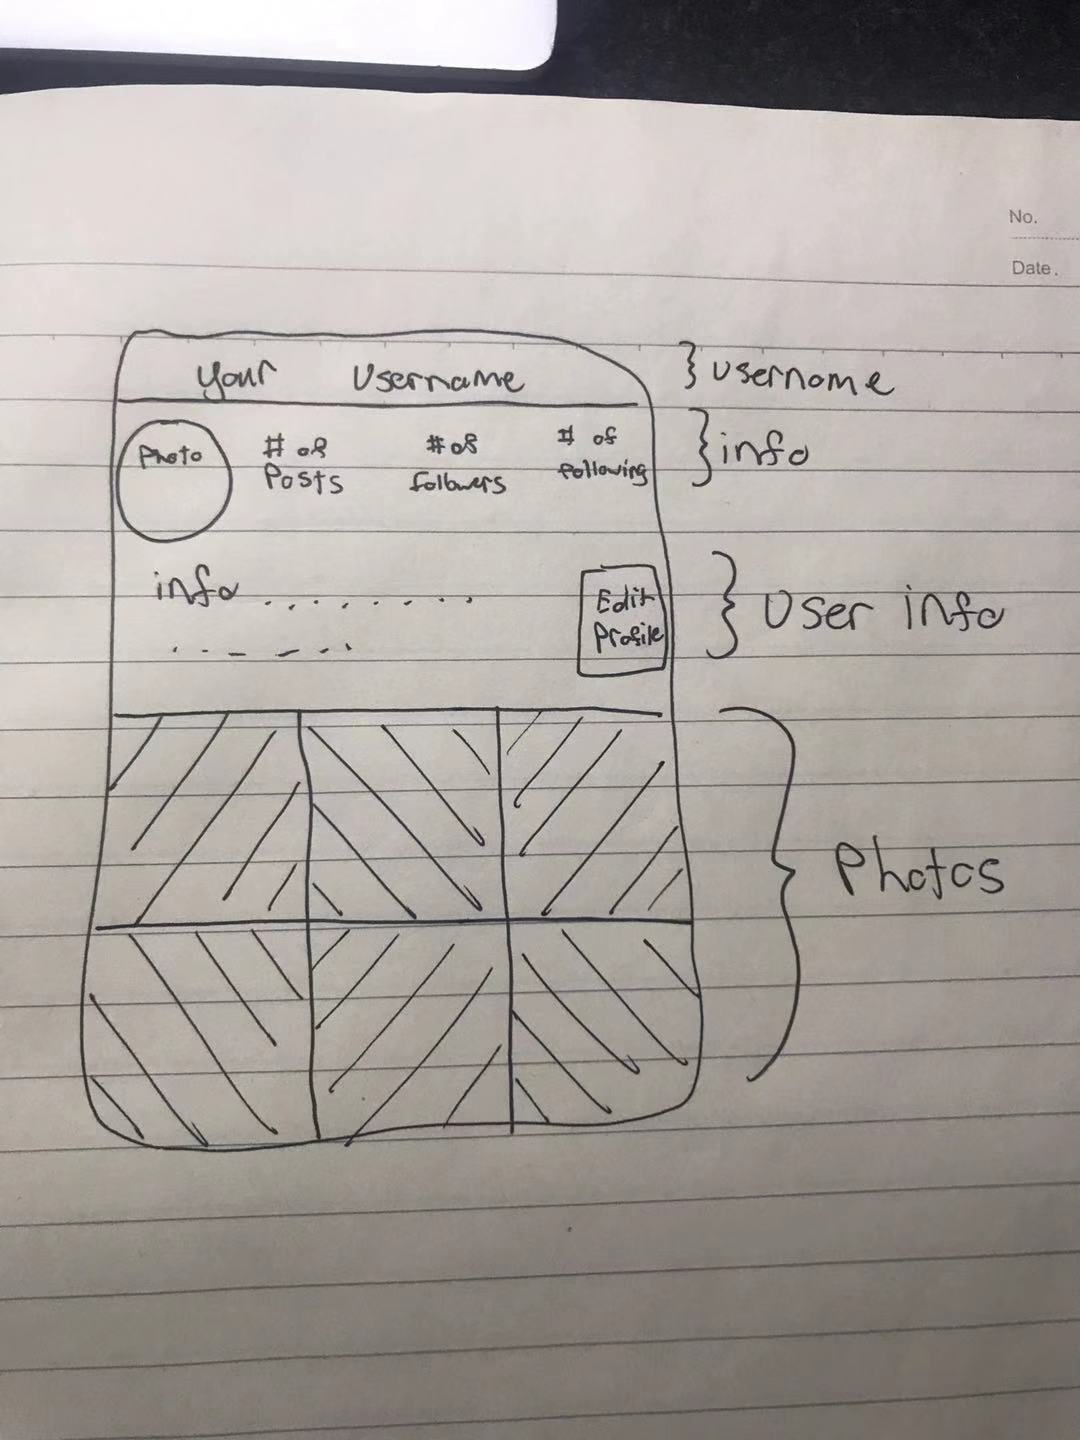 No.
Date.
Your Username
} Username
Photo
# of
Posts
# of
followers
# of
following
} info
info ........
Edit
Profile
} User info
} Photos